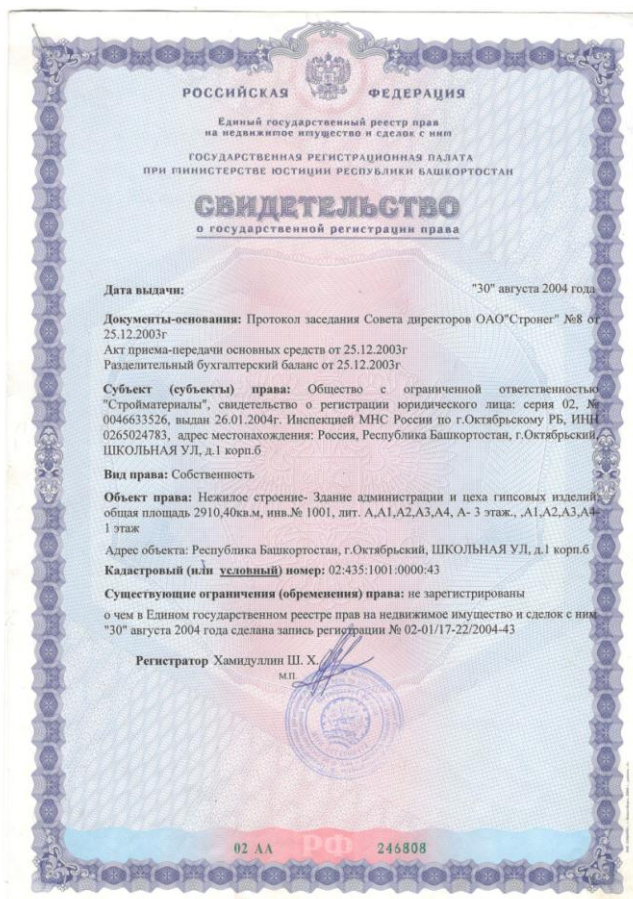 РОССИЙСКАЯ ФЕДЕРАЦИЯ
Единый государственный реестр прав
на недвижимое имущество и сделок с ним
ГОСУДАРСТВЕННАЯ РЕГИСТРАЦИОННАЯ ПАЛАТА
ПРИ МИНИСТЕРСТВЕ ЮСТИЦИИ РЕСПУБЛИКИ БАШКОРТОСТАН
СВИДЕТЕЛЬСТВО
о государственной регистрации права
Дата выдачи: "30" августа 2004 года
Документы-основания: Протокол заседания Совета директоров ОАО"Стронег" №8 от
25.12.2003г
Акт приема-передачи основных средств от 25.12.2003г
Разделительный бухгалтерский баланс от 25.12.2003г
Субъект (субъекты) права: Общество с ограниченной ответственностью
"Стройматериалы", свидетельство о регистрации юридического лица: серия 02, №
0046633526, выдан 26.01.2004г. Инспекцией МНС России по г.Октябрьскому РБ, ИНН
0265024783, адрес местонахождения: Россия, Республика Башкортостан, г.Октябрьский,
ШКОЛЬНАЯ УЛ, д.1 корп.б
Вид права: Собственность
Объект права: Нежилое строение- Здание администрации и цеха гипсовых изделий,
общая площадь 2910,40кв.м, инв.№ 1001, лит. А,А1,А2,А3,А4, А- 3 этаж., ,А1,А2,А3,А4-
1 этаж
Адрес объекта: Республика Башкортостан, г.Октябрьский, ШКОЛЬНАЯ УЛ, д.1 корп.б
Кадастровый (или условный) номер: 02:435:1001:0000:43
Существующие ограничения (обременения) права: не зарегистрированы
о чем в Едином государственном реестре прав на недвижимое имущество и сделок с ним
"30" августа 2004 года сделана запись регистрации № 02-01/17-22/2004-43
Регистратор Хамидуллин Ш. Х.
М.П.
02 АА РФ 246808